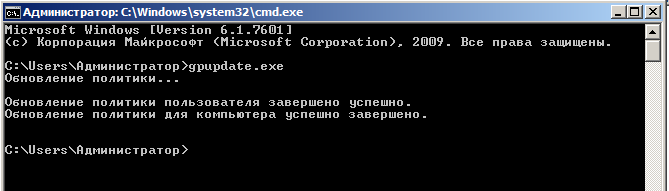 Администратор: C:\Windows\system32\cmd.exe
Microsoft Windows [Version 6.1.7601]
(c) Корпорация Майкрософт (Microsoft Corporation), 2009. Все права защищены.
C:\Users\Администратор>gpupdate.exe
Обновление политики...
Обновление политики пользователя завершено успешно.
Обновление политики для компьютера успешно завершено.
C:\Users\Администратор>